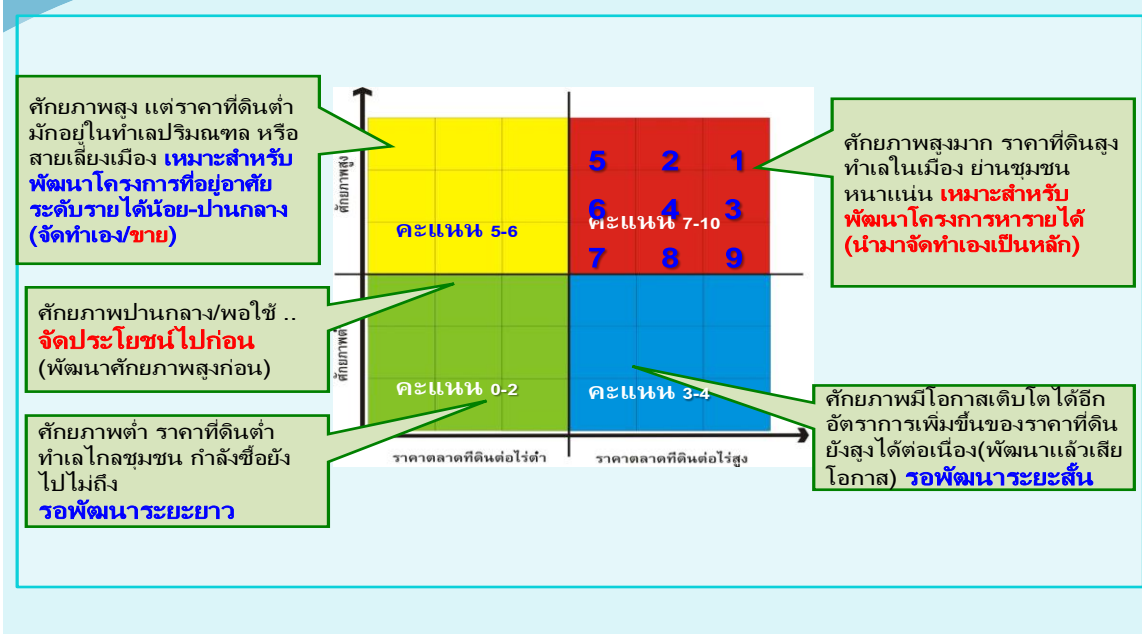 ศักยภาพสูง แต่ราคาที่ดินต่ำ
มักอยู่ในทำเลปริมณฑล หรือ
สายเลี่ยงเมือง เหมาะสำหรับ
พัฒนาโครงการที่อยู่อาศัย
ระดับรายได้น้อย-ปานกลาง
(จัดทำเอง/ขาย)
ศักยภาพปานกลาง/พอใช้ ..
จัดประโยชน์ไปก่อน
(พัฒนาศักยภาพสูงก่อน)
ศักยภาพต่ำ ราคาที่ดินต่ำ
ทำเลไกลชุมชน กำลังซื้อยัง
ไปไม่ถึง
รอพัฒนาระยะยาว
ศักยภาพสูง
คะแนน 5-6
5 2 1
6 4 3
คะแนน 7-10
7 8 9
คะแนน 0-2
คะแนน 3-4
ราคาตลาดที่ดินต่อไร่ต่ำ
ราคาตลาดที่ดินต่อไร่สูง
ศักยภาพสูงมาก ราคาที่ดินสูง
ทำเลในเมือง ย่านชุมชน
หนาแน่น เหมาะสำหรับ
พัฒนาโครงการหารายได้
(นำมาจัดทำเองเป็นหลัก)
ศักยภาพมีโอกาสเติบโตได้อีก
อัตราการเพิ่มขึ้นของราคาที่ดิน
ยังสูงได้ต่อเนื่อง(พัฒนาแล้วเสีย
โอกาส) รอพัฒนาระยะสั้น